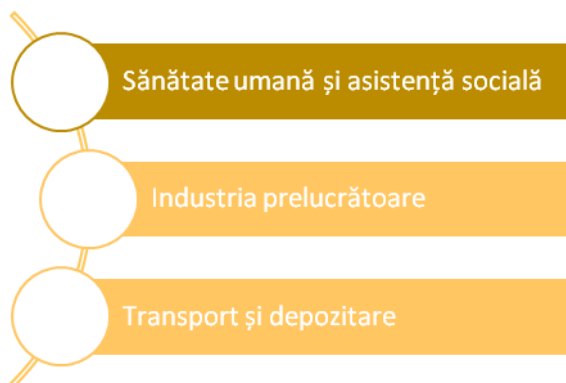 Sănătate umană și asistență socială
Industria prelucrătoare
Transport și depozitare